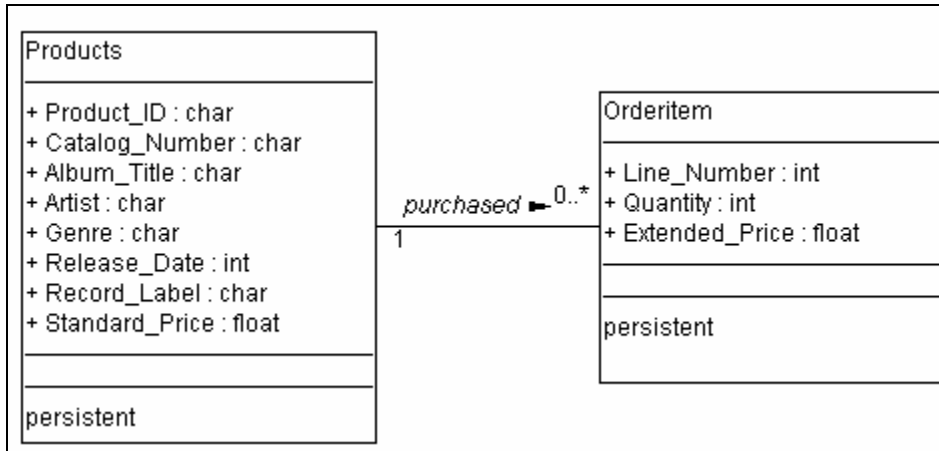 Products
+ Product_ID : char
+ Catalog_Number : char
+ Album_Title : char
+ Artist : char
+ Genre : char
+ Release_Date : int
+ Record_Label : char
+ Standard_Price : float
persistent
purchased 0..*
1
Orderitem
+ Line_Number : int
+ Quantity : int
+ Extended_Price : float
persistent